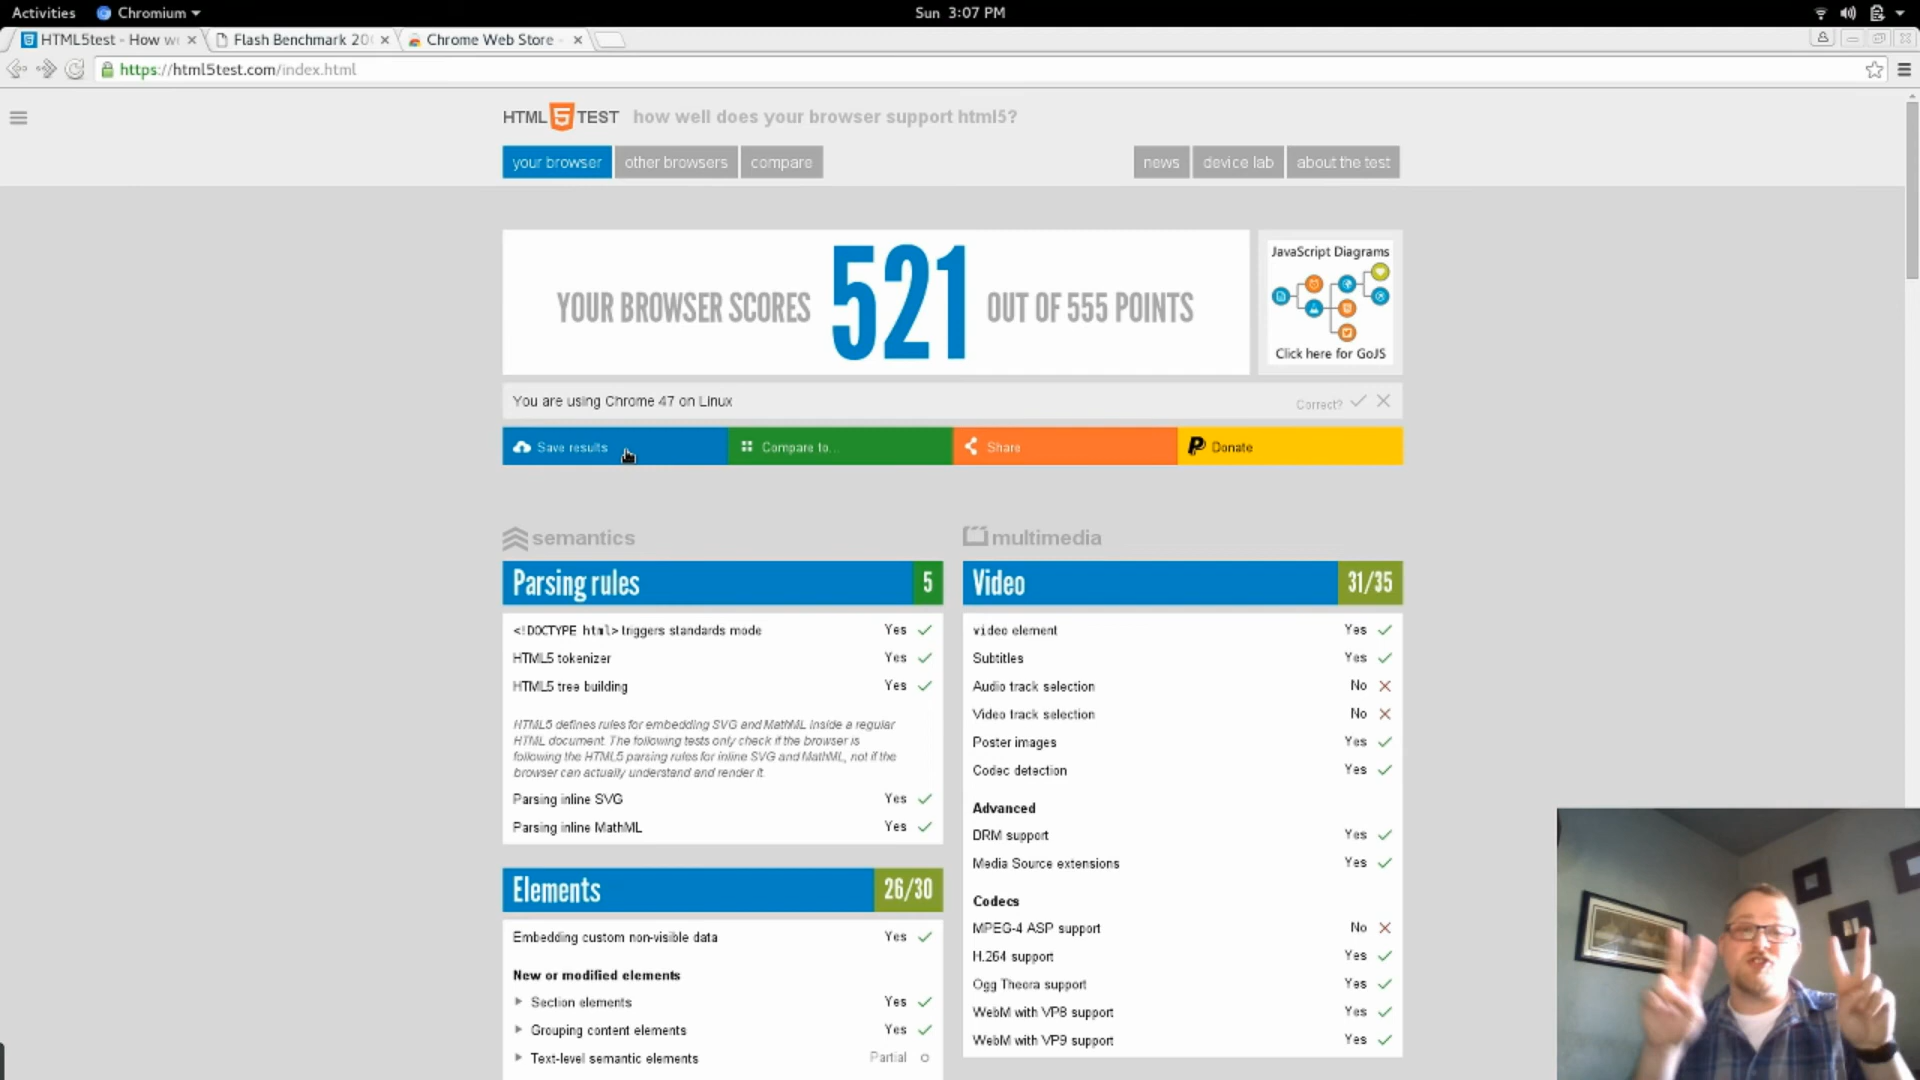 Activities
Chromium
Sun 3:07 PM
HTML5test - How we
Flash Benchmark 200
Chrome Web Store -
https://html5test.com/index.html
HTML 5 TEST
how well does your browser support html5?
your browser
other browsers
compare
news
device lab
about the test
YOUR BROWSER SCORES 521 OUT OF 555 POINTS
JavaScript Diagrams
Click here for GoJS
You are using Chrome 47 on Linux
Correct?
Save results
Compare to...
Share
Donate
semantics
Parsing rules 5
<!DOCTYPE html> triggers standards mode Yes
HTML5 tokenizer Yes
HTML5 tree building Yes
HTML5 defines rules for embedding SVG and MathML inside a regular
HTML document. The following tests only check if the browser is
following the HTML5 parsing rules for inline SVG and MathML, not if the
browser can actually understand and render it.
Parsing inline SVG Yes
Parsing inline MathML Yes
Elements 26/30
Embedding custom non-visible data Yes
New or modified elements
Section elements Yes
Grouping content elements Yes
Text-level semantic elements Partial
multimedia
Video 31/35
video element Yes
Subtitles Yes
Audio track selection No
Video track selection No
Poster images Yes
Codec detection Yes
Advanced
DRM support Yes
Media Source extensions Yes
Codecs
MPEG-4 ASP support No
H.264 support Yes
Ogg Theora support Yes
WebM with VP8 support Yes
WebM with VP9 support Yes